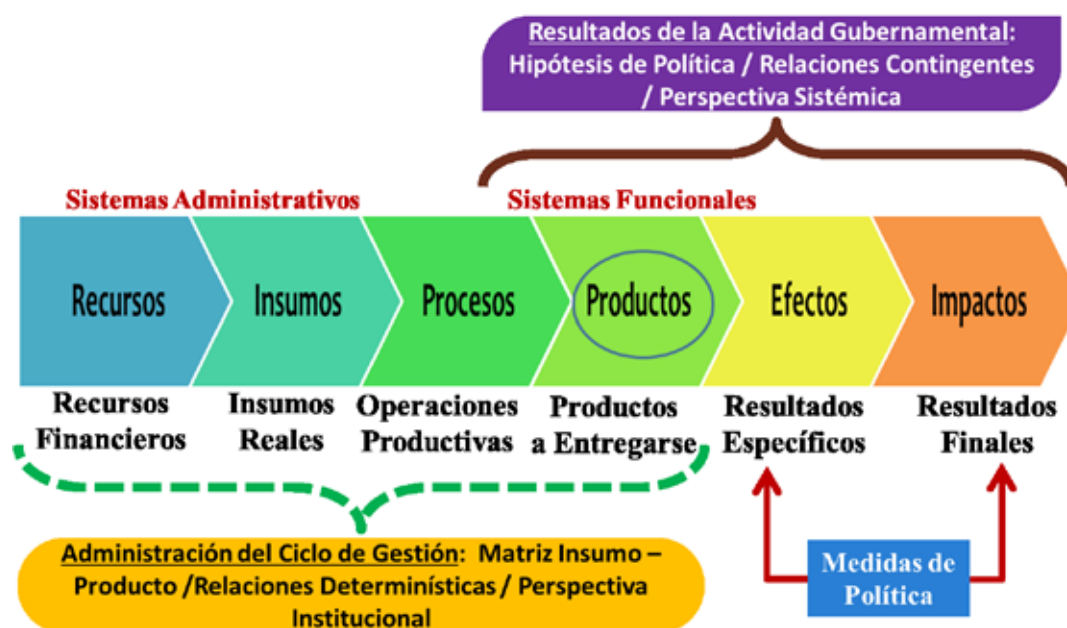 Resultados de la Actividad Gubernamental:
Hipótesis de Política / Relaciones Contingentes
/ Perspectiva Sistémica
Sistemas Administrativos
Sistemas Funcionales
Recursos
Insumos
Procesos
Productos
Efectos
Impactos
Recursos
Financieros
Insumos
Reales
Operaciones
Productivas
Productos
a Entregarse
Resultados
Específicos
Resultados
Finales
Administración del Ciclo de Gestión: Matriz Insumo –
Producto /Relaciones Determinísticas / Perspectiva
Institucional
Medidas de
Política